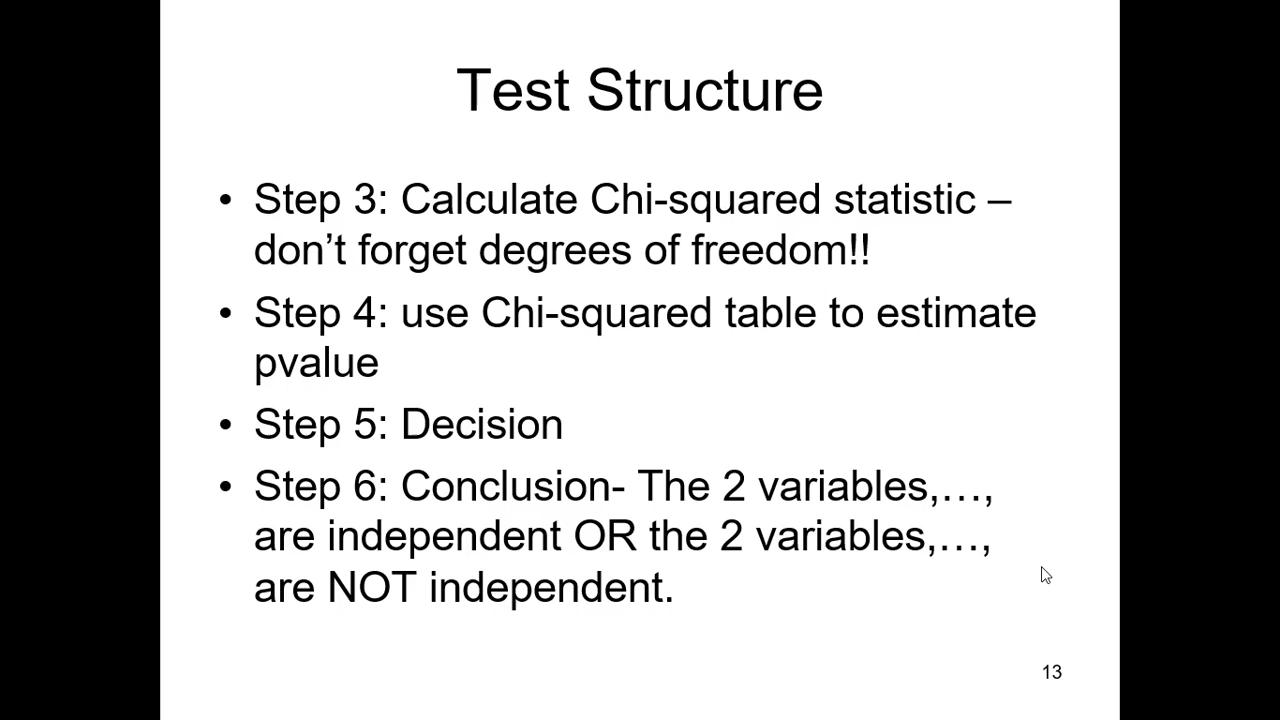 Test Structure
• Step 3: Calculate Chi-squared statistic –
don’t forget degrees of freedom!!
• Step 4: use Chi-squared table to estimate
pvalue
• Step 5: Decision
• Step 6: Conclusion- The 2 variables,…,
are independent OR the 2 variables,…,
are NOT independent.
13